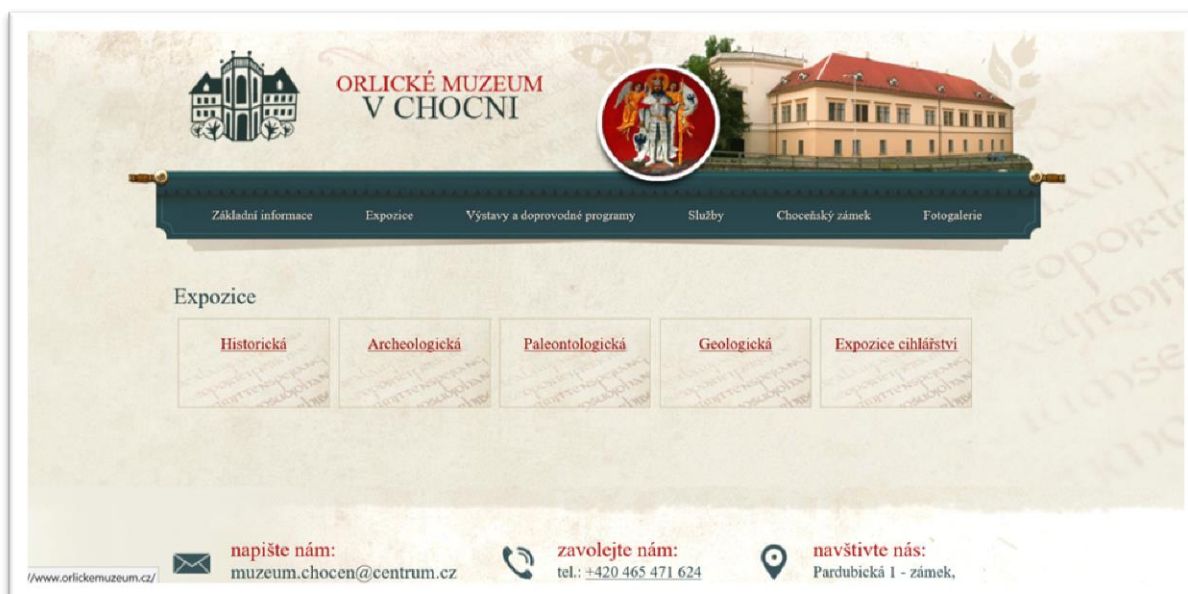 ORLICKÉ MUZEUM
V CHOCNI
Základní informace Expozice Výstavy a doprovodné programy Služby Choceňský zámek Fotogalerie
Expozice
Historická Archeologická Paleontologická Geologická Expozice cihlářství
napište nám: zavolejte nám: navštivte nás:
muzeum.chocen@centrum.cz tel.: +420 465 471 624 Pardubická 1 - zámek,
/www.orlickemuzeum.cz/